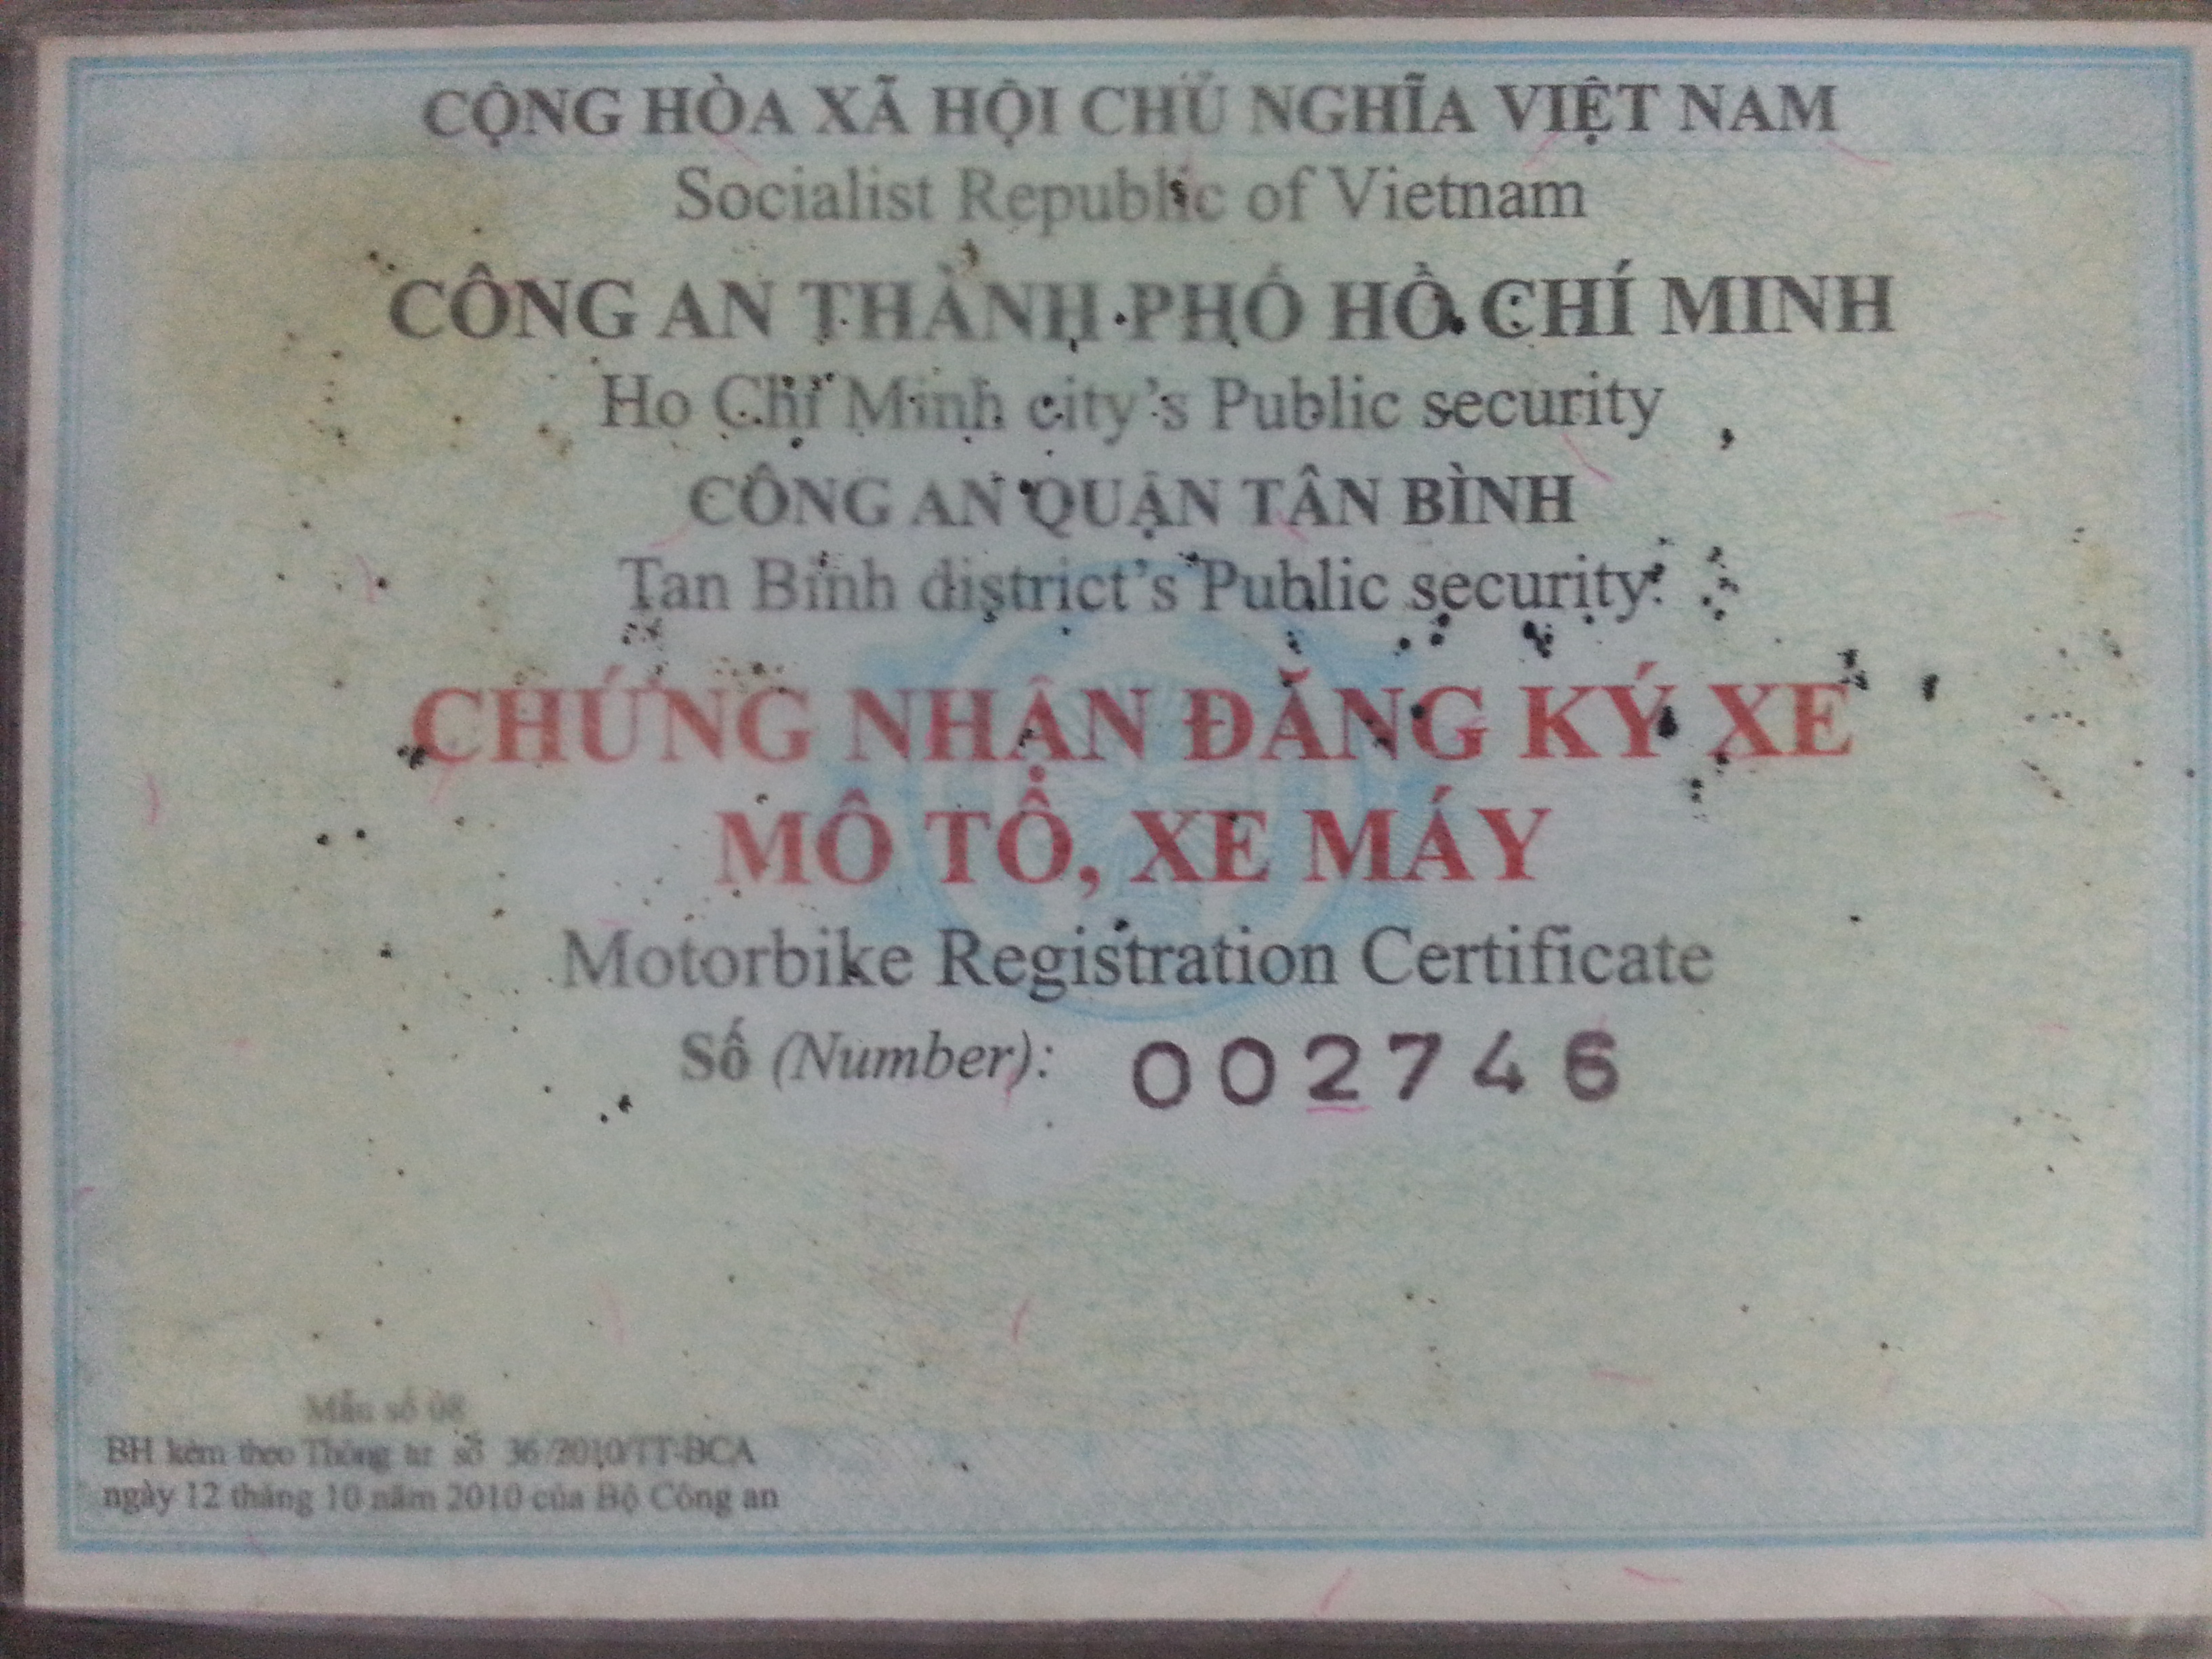 CỘNG HÒA XÃ HỘI CHỦ NGHĨA VIỆT NAM
Socialist Republic of Vietnam
CÔNG AN THÀNH PHỐ HỒ CHÍ MINH
Ho Chi Minh city's Public security
CÔNG AN QUẬN TÂN BÌNH
Tan Binh district's Public security
CHỨNG NHẬN ĐĂNG KÝ XE
MÔ TÔ, XE MÁY
Motorbike Registration Certificate
Số (Number): 002746
Mẫu số
BH kèm theo Thông tư số 36/2010/TT-BCA
ngày 12 tháng 10 năm 2010 của Bộ Công an